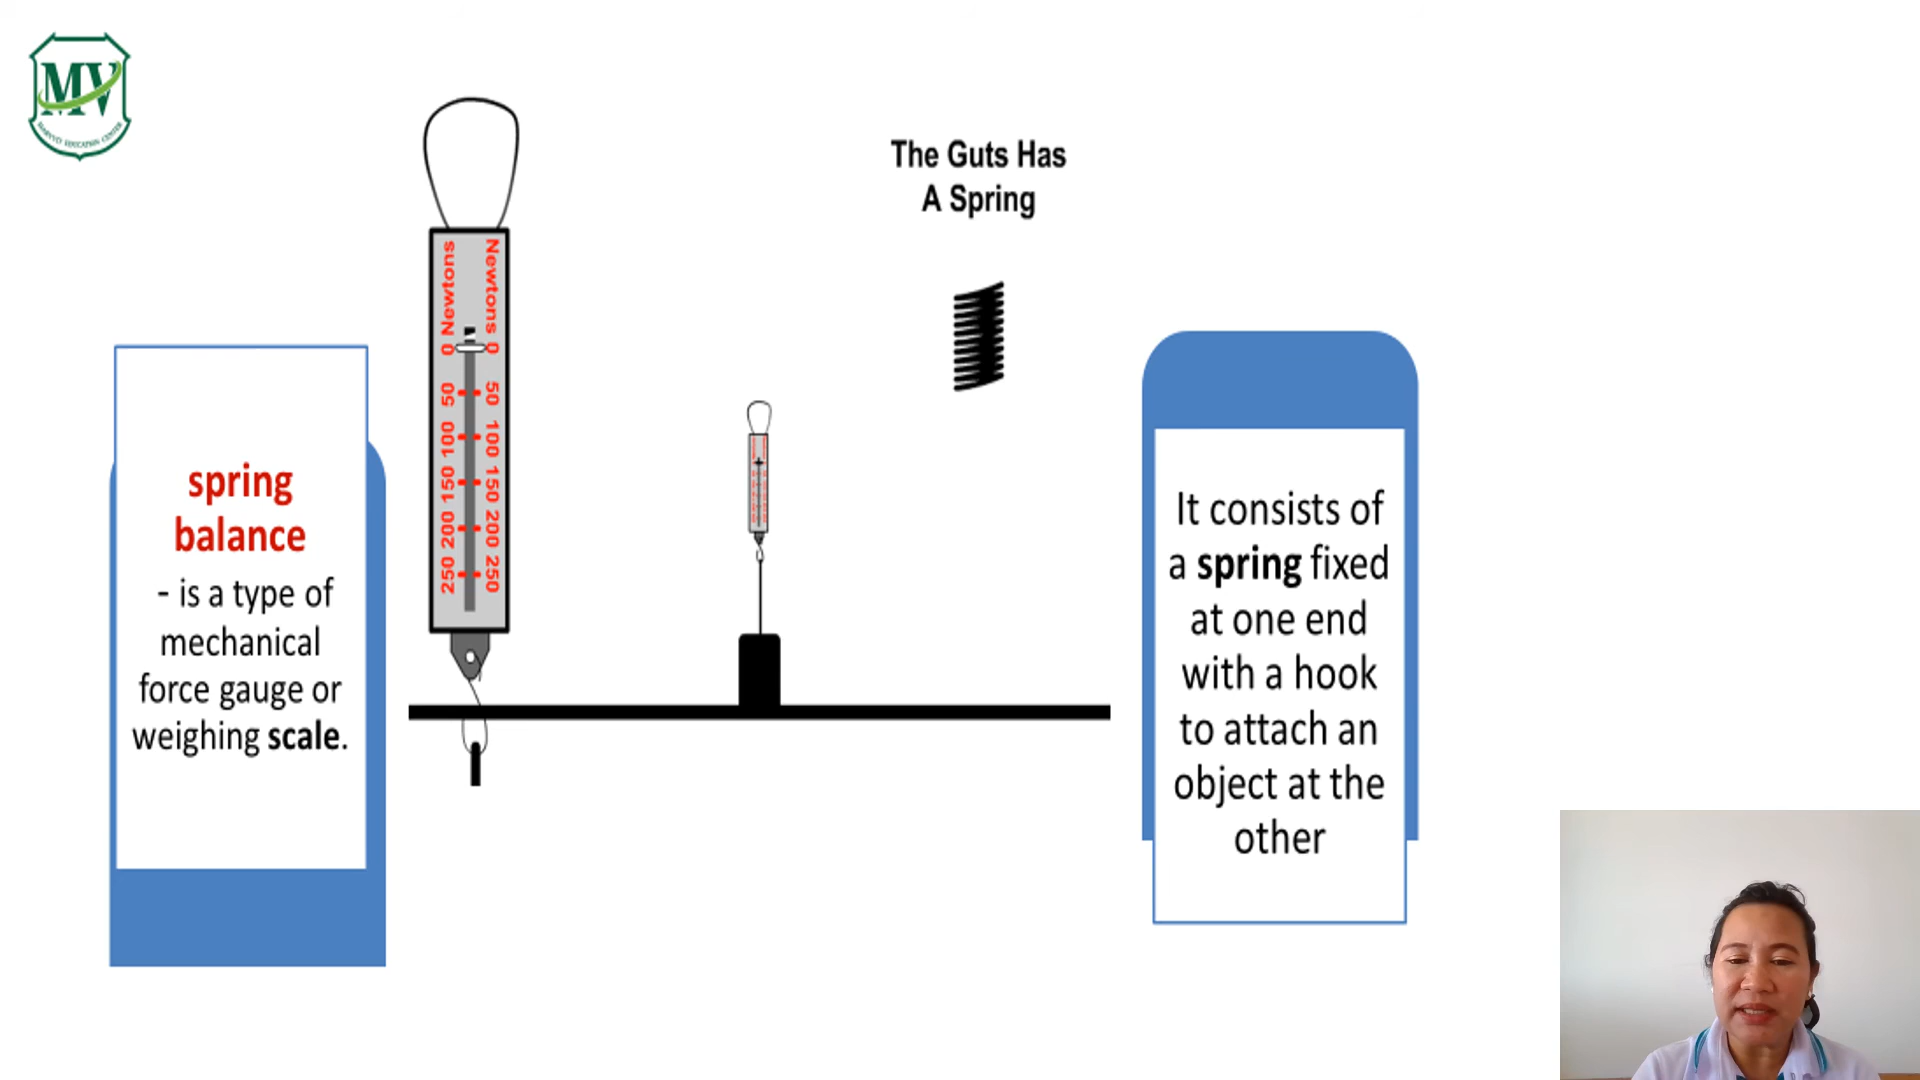 MV
The Guts Has
A Spring
Newtons
Newtons
0
0
50
50
100
100
150
150
200
200
250
250
spring
balance
- is a type of
mechanical
force gauge or
weighing scale.
It consists of
a spring fixed
at one end
with a hook
to attach an
object at the
other